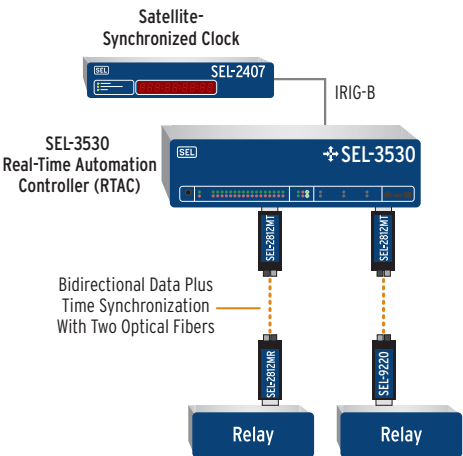 Satellite-
Synchronized Clock
SEL
SEL-2407
IRIG-B
SEL-3530
Real-Time Automation
Controller (RTAC)
SEL
SEL-3530
SEL-2812MT
SEL-2812MT
Bidirectional Data Plus
Time Synchronization
With Two Optical Fibers
SEL-2812MR
SEL-9220
Relay
Relay